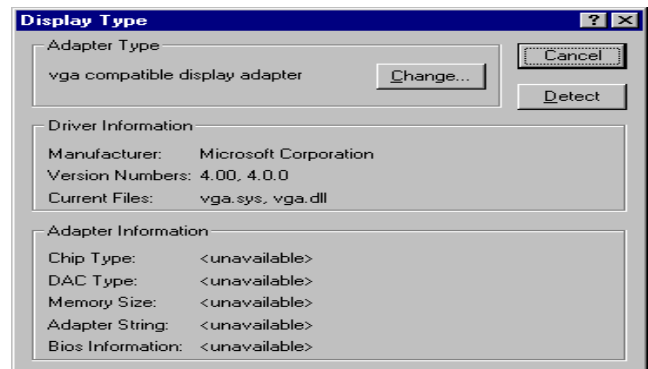 Display Type
Adapter Type
vga compatible display adapter
Change...
Cancel
Detect
Driver Information
Manufacturer: Microsoft Corporation
Version Numbers: 4.00, 4.0.0
Current Files: vga.sys, vga.dll
Adapter Information
Chip Type: <unavailable>
DAC Type: <unavailable>
Memory Size: <unavailable>
Adapter String: <unavailable>
Bios Information: <unavailable>